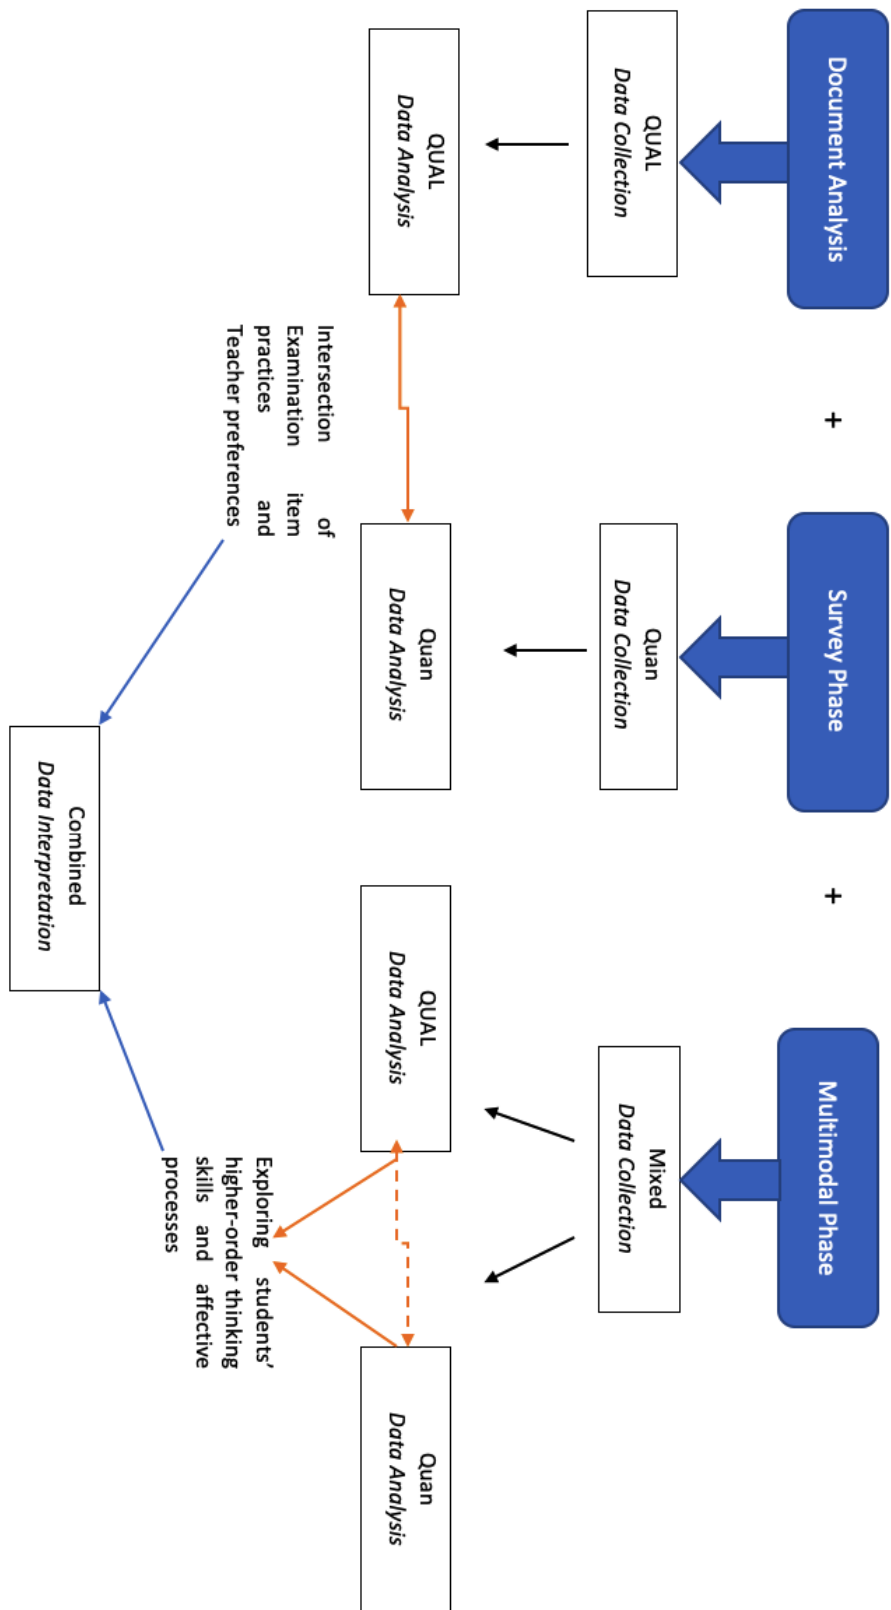 Document Analysis
+
Survey Phase
+
Multimodal Phase
QUAL
Data Collection
Quan
Data Collection
Mixed
Data Collection
QUAL
Data Analysis
Quan
Data Analysis
QUAL
Data Analysis
Quan
Data Analysis
Intersection of
Examination item
practices and
Teacher preferences
Exploring students’
higher-order thinking
skills and affective
processes
Combined
Data Interpretation